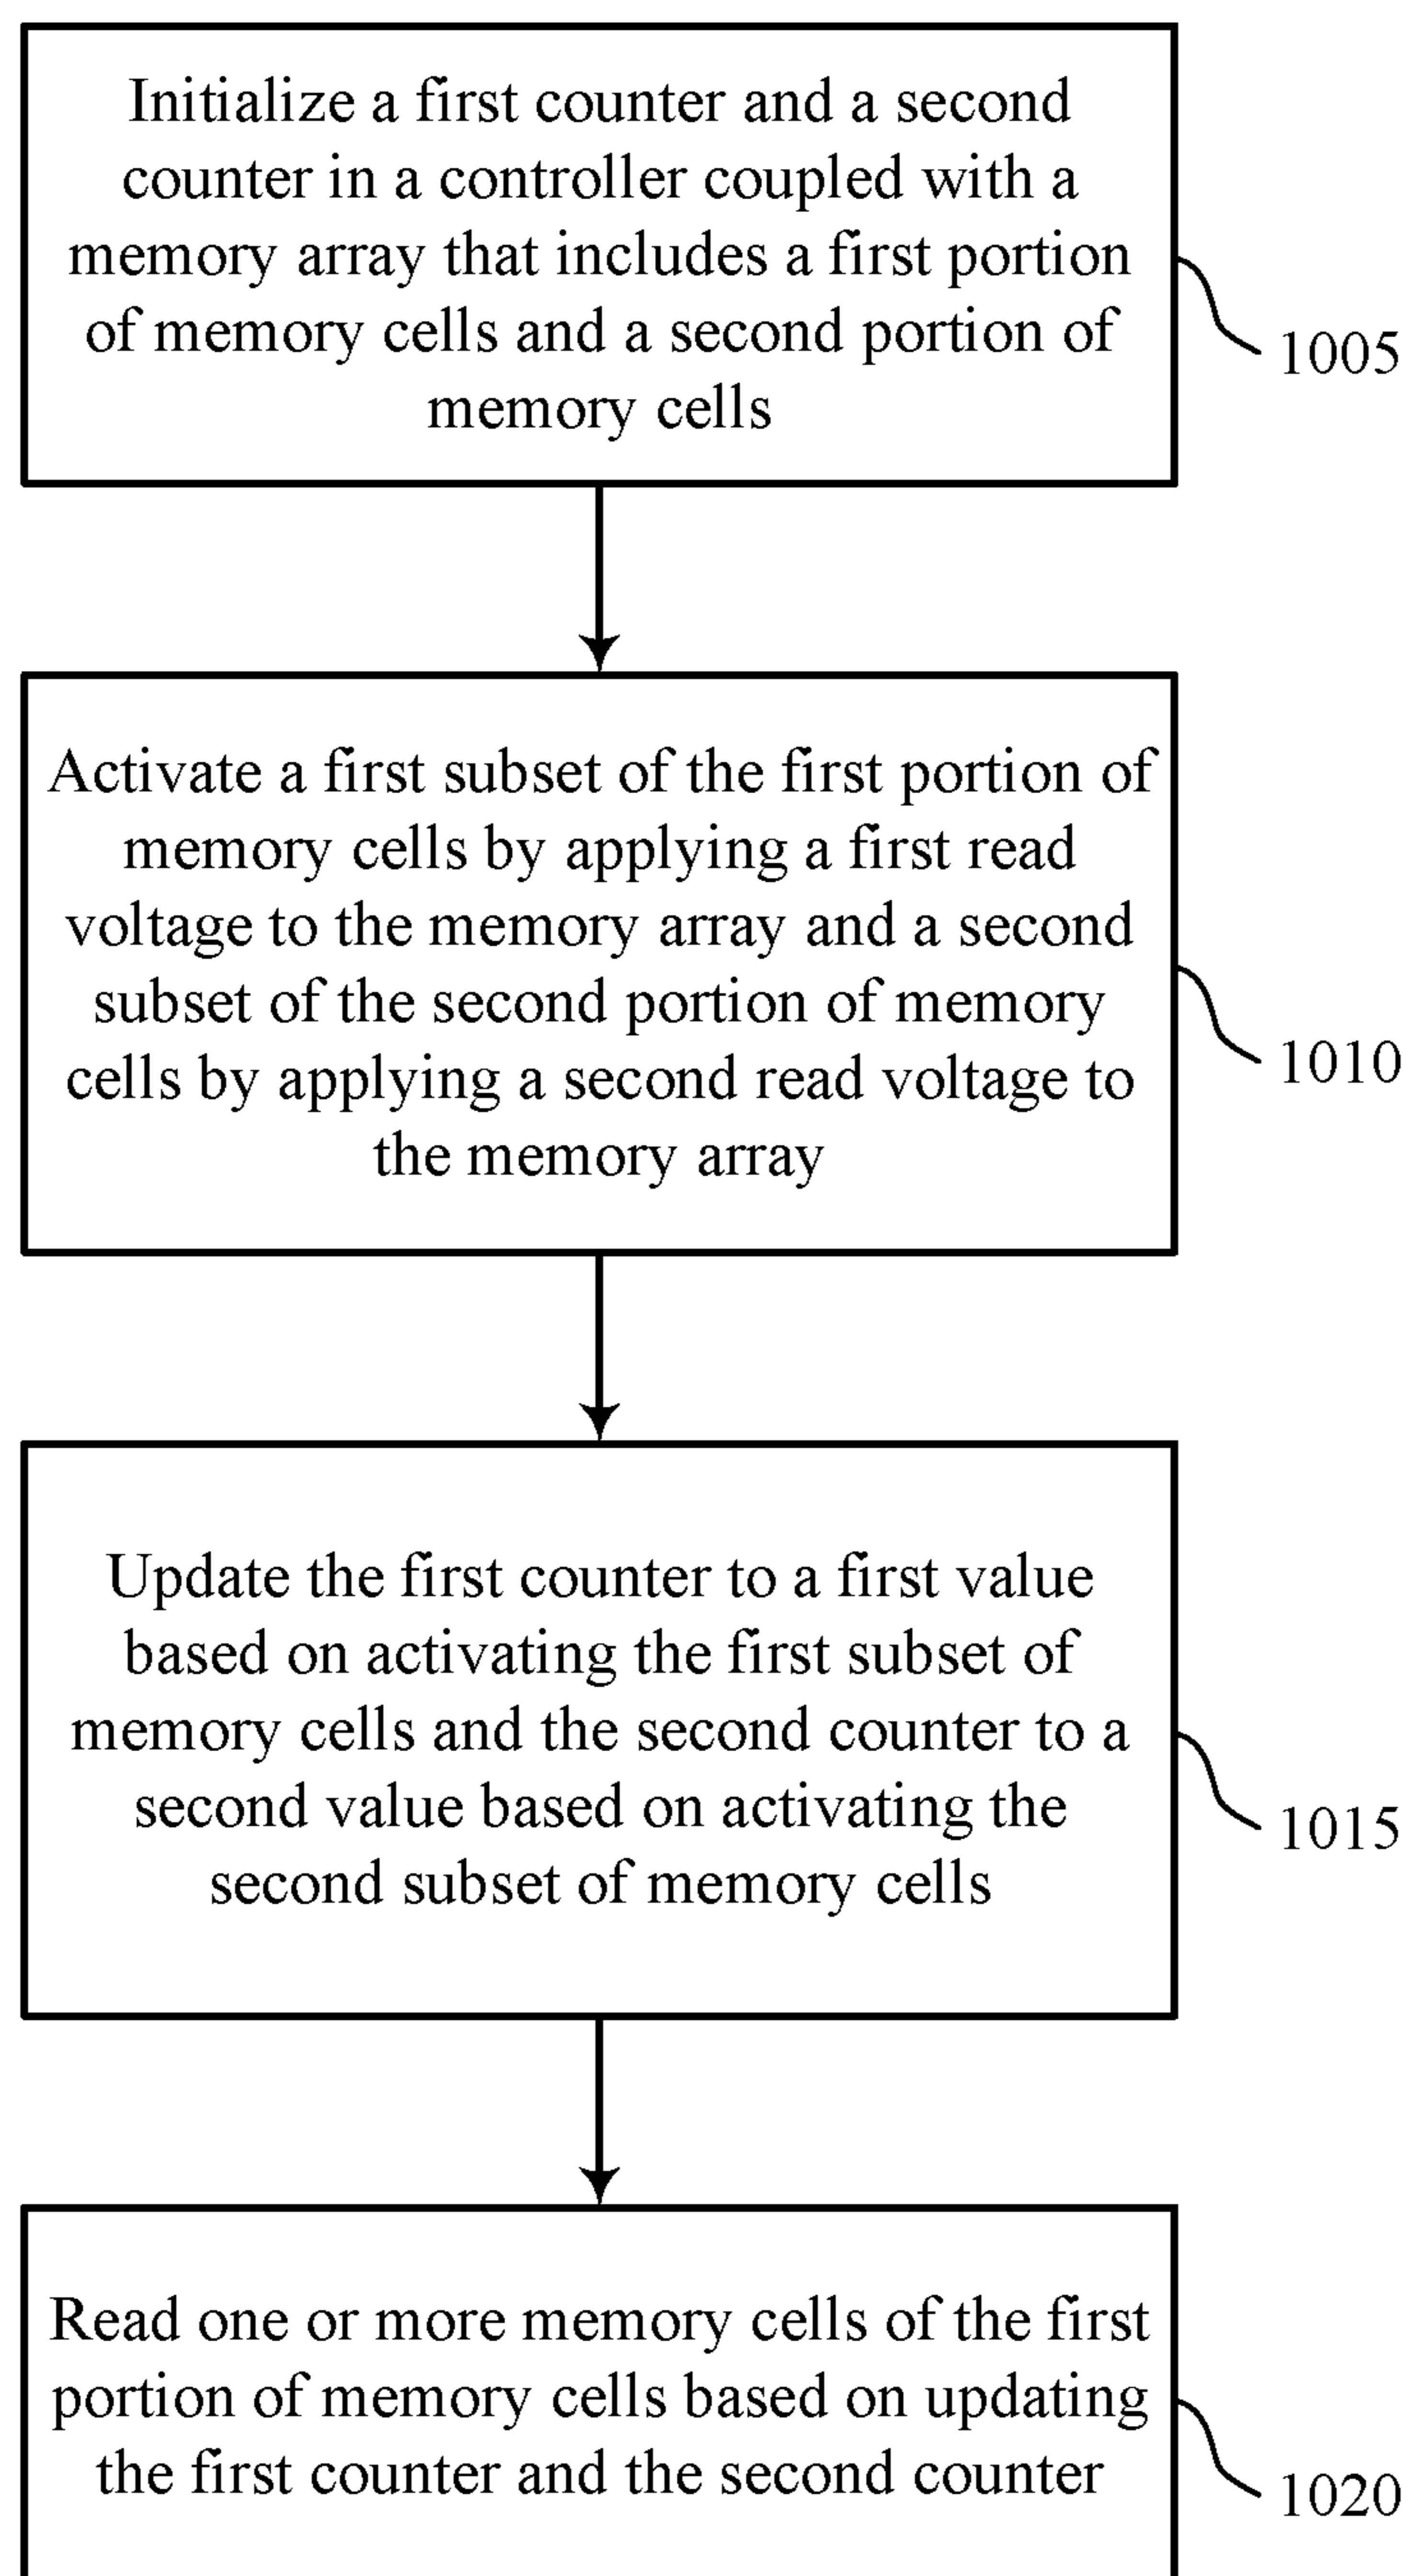 Initialize a first counter and a second
counter in a controller coupled with a
memory array that includes a first portion
of memory cells and a second portion of
memory cells
1005
Activate a first subset of the first portion of
memory cells by applying a first read
voltage to the memory array and a second
subset of the second portion of memory
cells by applying a second read voltage to
the memory array
1010
Update the first counter to a first value
based on activating the first subset of
memory cells and the second counter to a
second value based on activating the
second subset of memory cells
1015
Read one or more memory cells of the first
portion of memory cells based on updating
the first counter and the second counter
1020